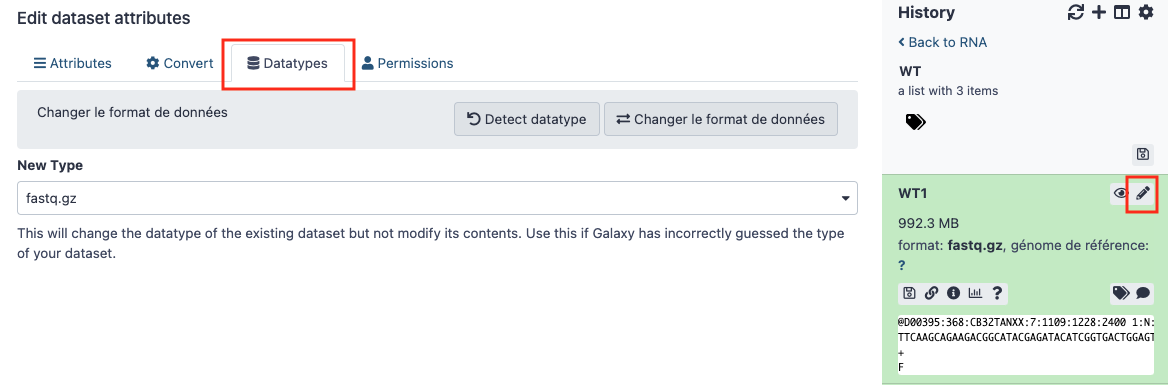 Edit dataset attributes
Attributes
Convert
Datatypes
Permissions
Changer le format de données
Detect datatype
Changer le format de données
New Type
fastq.gz
This will change the datatype of the existing dataset but not modify its contents. Use this if Galaxy has incorrectly guessed the type
of your dataset.
History
Back to RNA
WT
a list with 3 items
WT1
992.3 MB
format: fastq.gz, génome de référence:
?
@D00395:368:CB32TANXX:7:1109:1228:2400 1:N:
TTCAAGCAGAAGACGGCATACGAGATACATCGGTGACTGGAGT
+
F